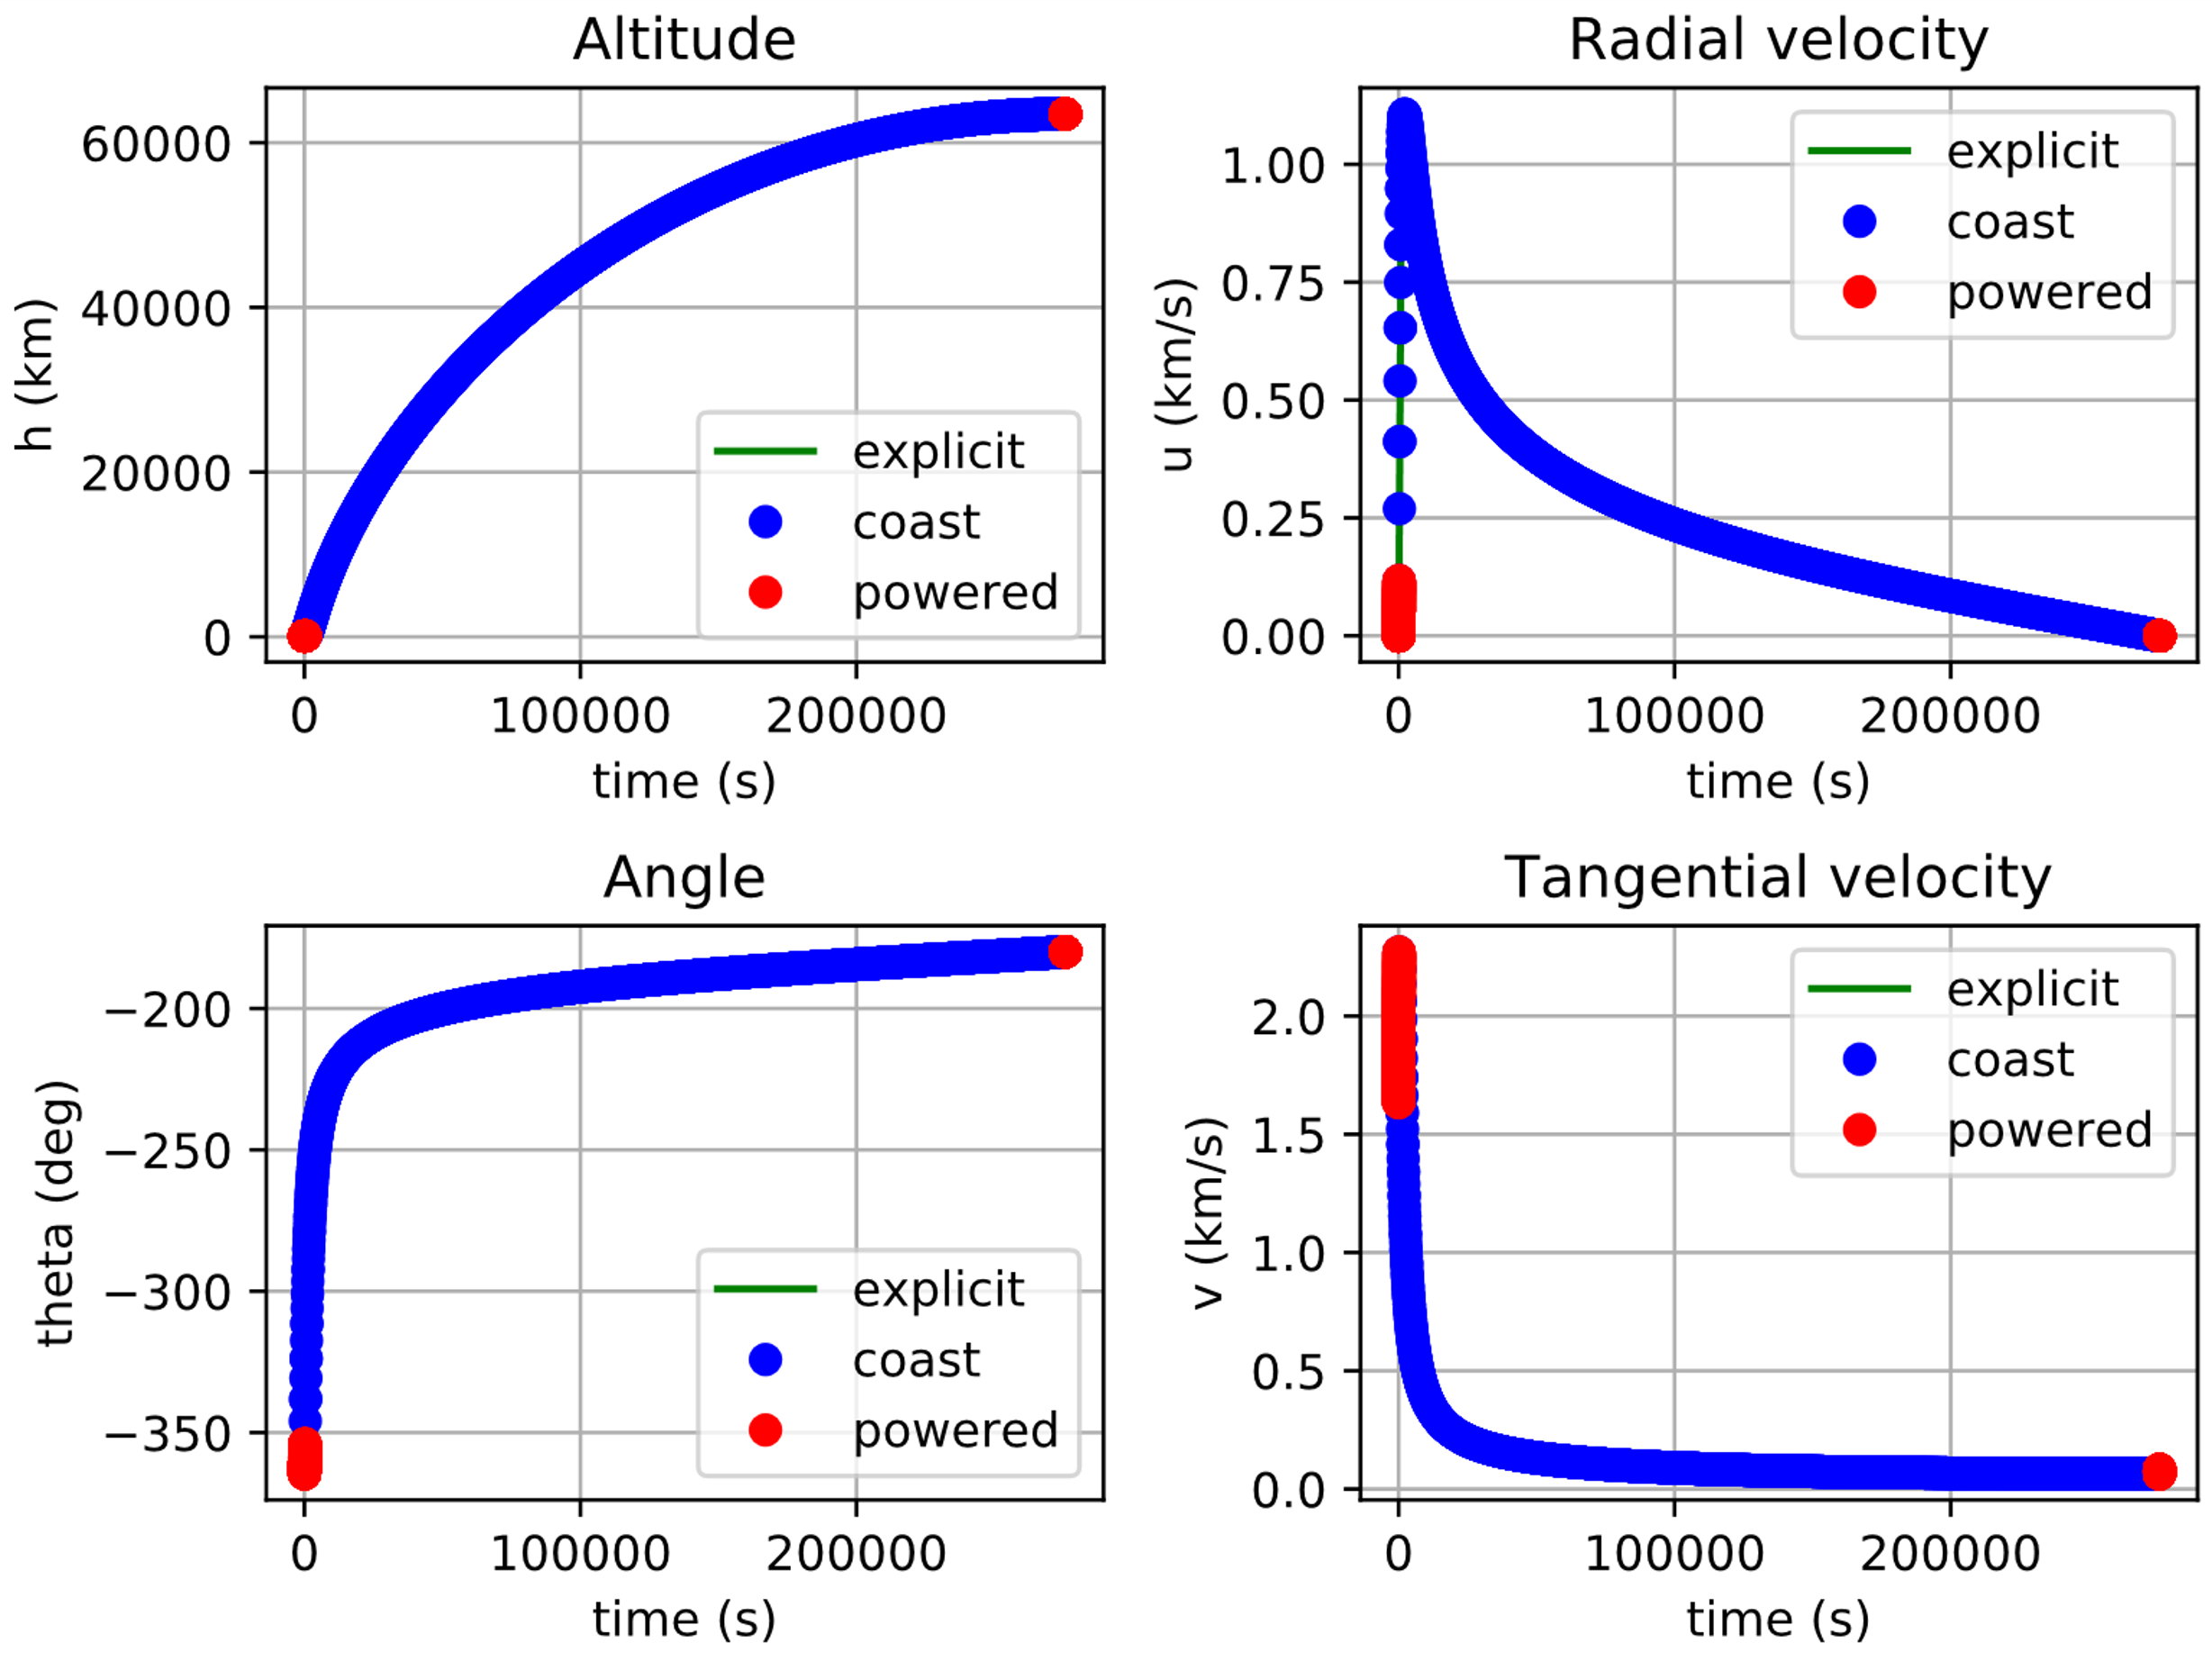 Altitude
h (km)
60000
40000
20000
0
0 100000 200000
time (s)
explicit
coast
powered
Radial velocity
u (km/s)
1.00
0.75
0.50
0.25
0.00
0 100000 200000
time (s)
explicit
coast
powered
Angle
theta (deg)
−200
−250
−300
−350
0 100000 200000
time (s)
explicit
coast
powered
Tangential velocity
v (km/s)
2.0
1.5
1.0
0.5
0.0
0 100000 200000
time (s)
explicit
coast
powered